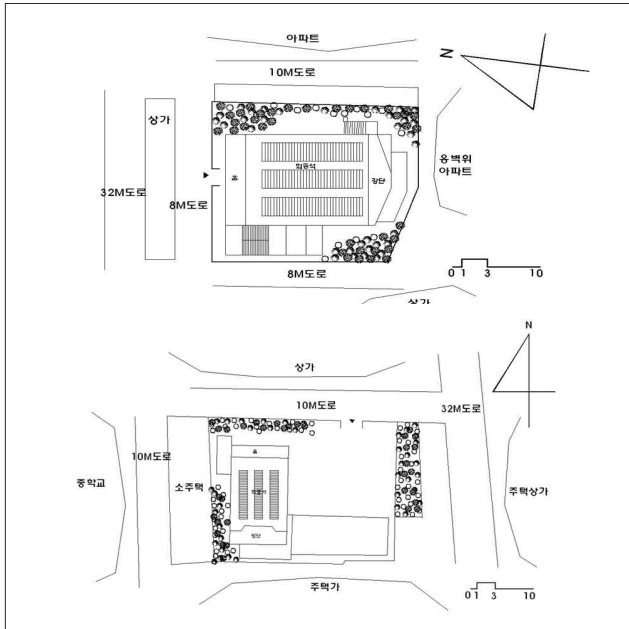 아파트
N
10M도로
상가
회중석
홀
강단
옹벽위
아파트
32M도로
8M도로
8M도로
0 1 3 10
상가
N
상가
10M도로
32M도로
10M도로
홀
중학교
소주택
회중석
주택상가
강단
주택가
0 1 3 10